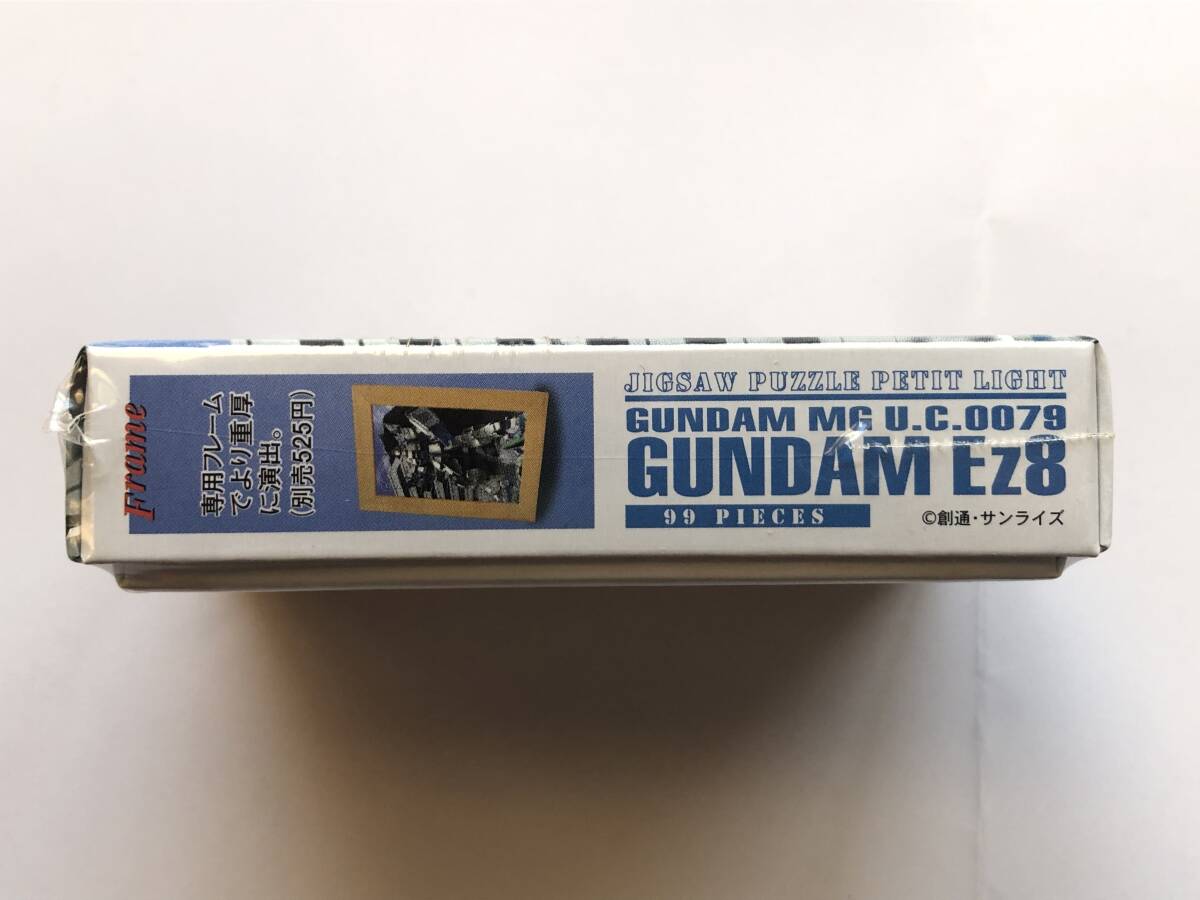 Frame
専用フレーム
でより重厚
に演出。
(別売525円)
JIGSAW PUZZLE PETIT LIGHT
GUNDAM MG U.C.0079
GUNDAM Ez8
99 PIECES
©創通・サンライズ